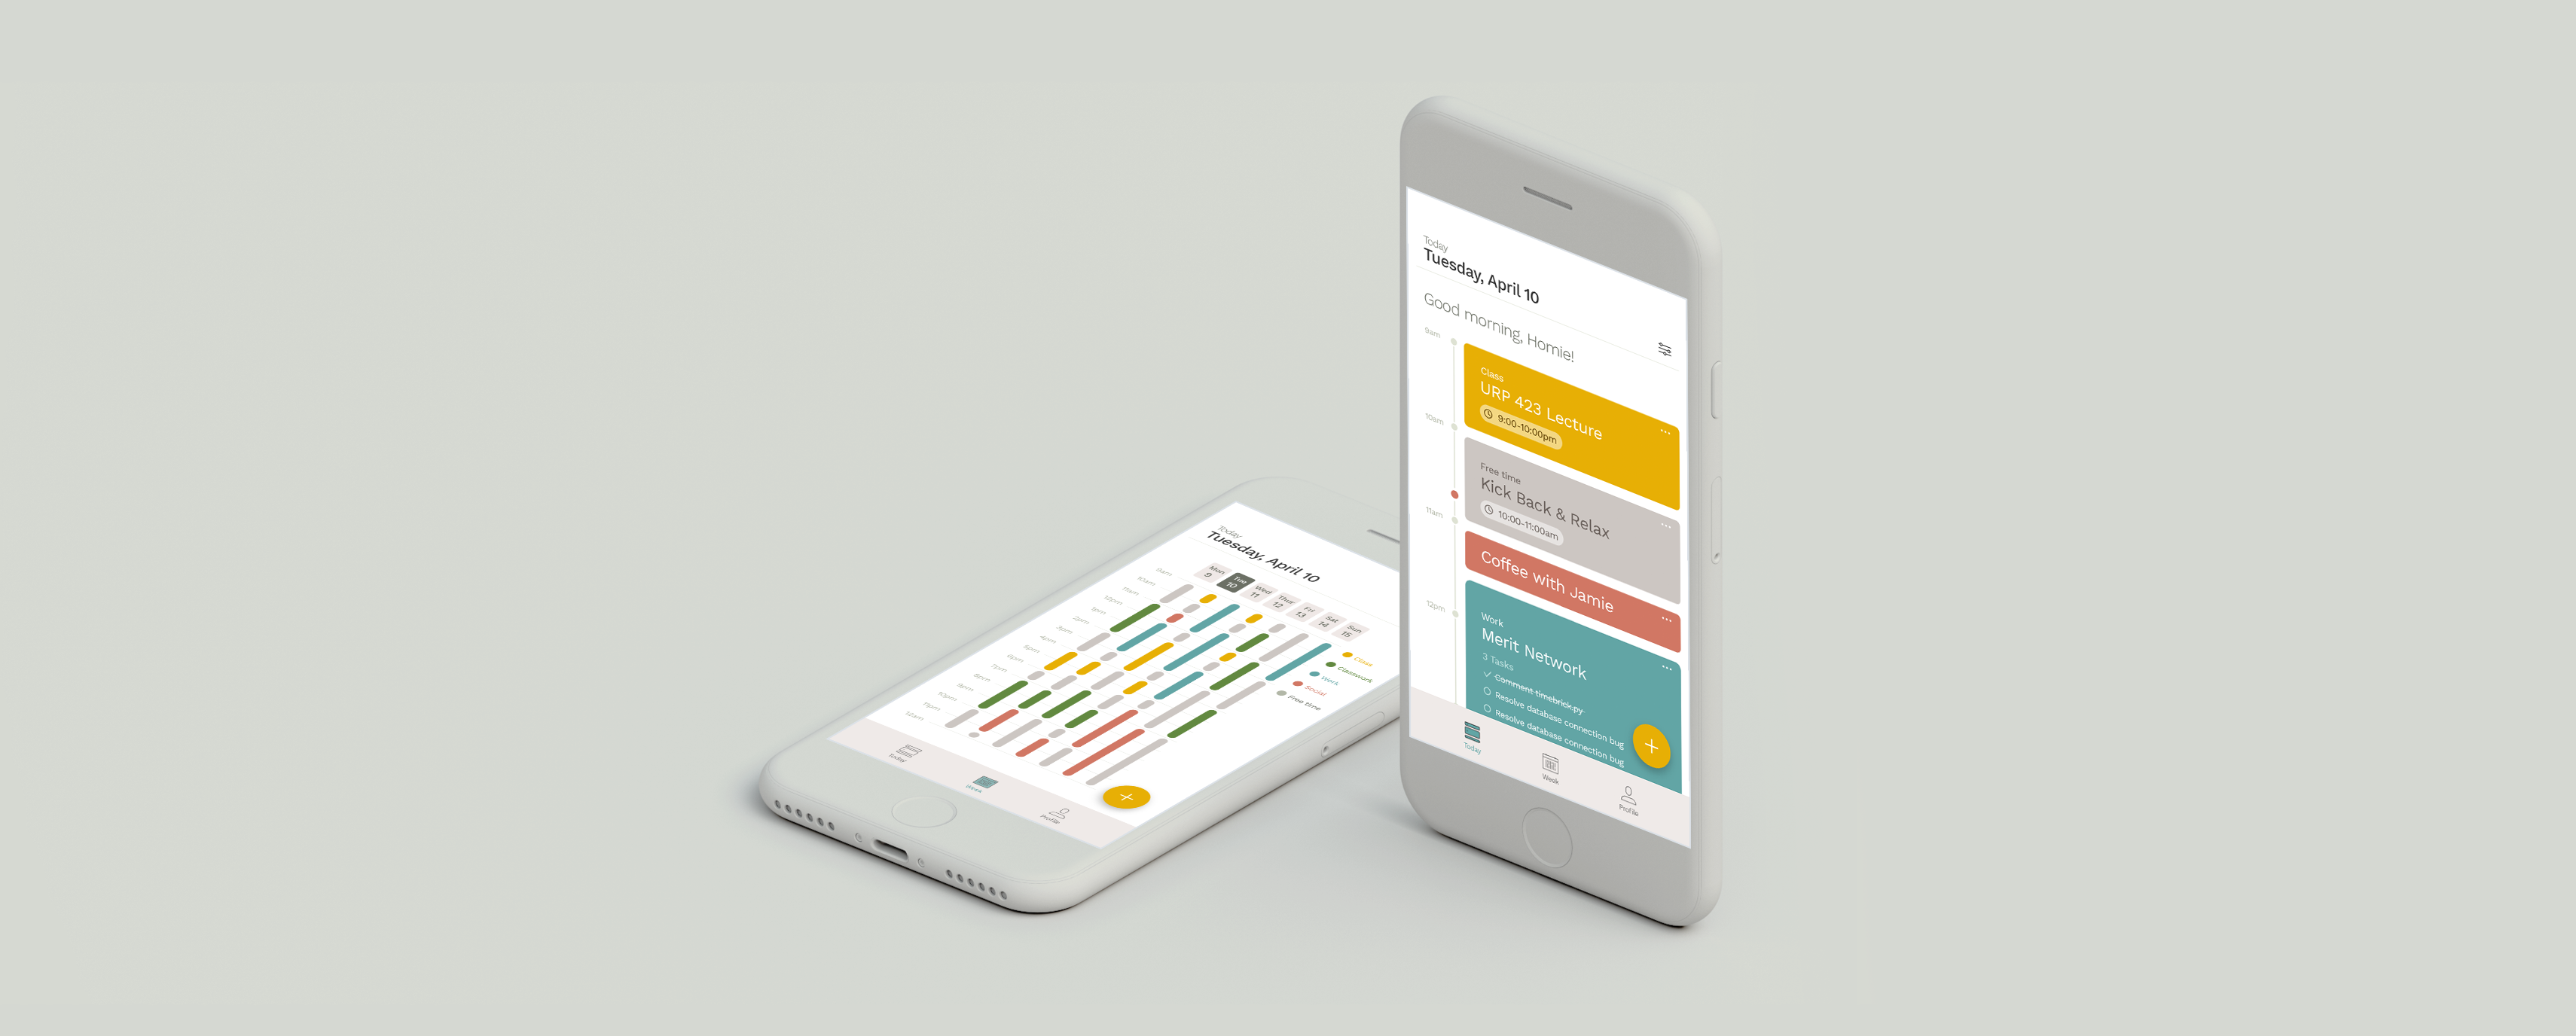 Today
Tuesday, April 10
Mon Tue Wed Thur Fri Sat Sun
9 10 11 12 13 14 15
9am
10am
11am
12pm
1pm
2pm
3pm
4pm
5pm
6pm
7pm
8pm
9pm
10pm
11pm
12am
Class
Classwork
Work
Social
Free time
Today
Week
Profile
Today
Tuesday, April 10
Good morning, Homie!
9am
Class
URP 423 Lecture
9:00-10:00pm
10am
Free time
Kick Back & Relax
10:00-11:00am
11am
Coffee with Jamie
12pm
Work
Merit Network
3 Tasks
Comment timebrick.py
Resolve database connection bug
Resolve database connection bug
Today
Week
Profile